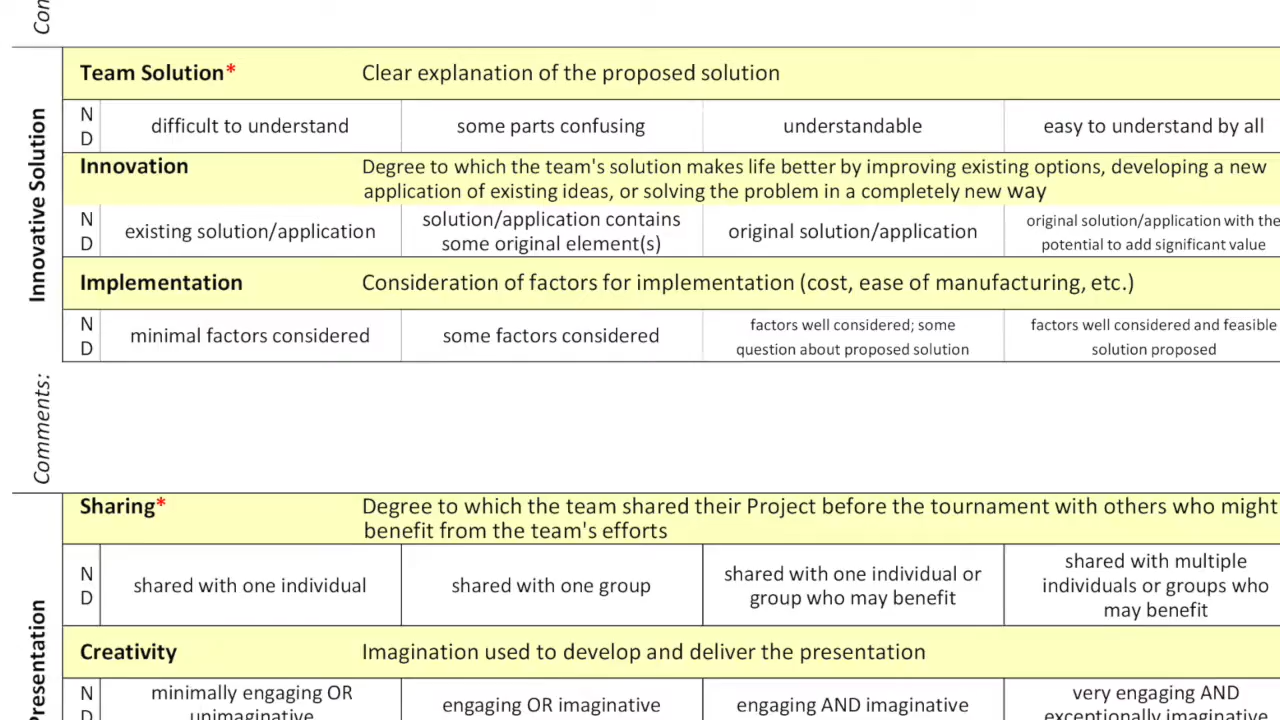 Con
Innovative Solution
Team Solution* Clear explanation of the proposed solution
N D difficult to understand some parts confusing understandable easy to understand by all
Innovation Degree to which the team's solution makes life better by improving existing options, developing a new
application of existing ideas, or solving the problem in a completely new way
N D existing solution/application
solution/application contains
some original element(s)
original solution/application
original solution/application with the
potential to add significant value
Implementation Consideration of factors for implementation (cost, ease of manufacturing, etc.)
N D minimal factors considered some factors considered
factors well considered; some
question about proposed solution
factors well considered and feasible
solution proposed
Comments:
Presentation
Sharing* Degree to which the team shared their Project before the tournament with others who might
benefit from the team's efforts
N D shared with one individual shared with one group
shared with one individual or
group who may benefit
shared with multiple
individuals or groups who
may benefit
Creativity Imagination used to develop and deliver the presentation
N D minimally engaging OR
unimaginative
engaging OR imaginative engaging AND imaginative
very engaging AND
exceptionally imaginative